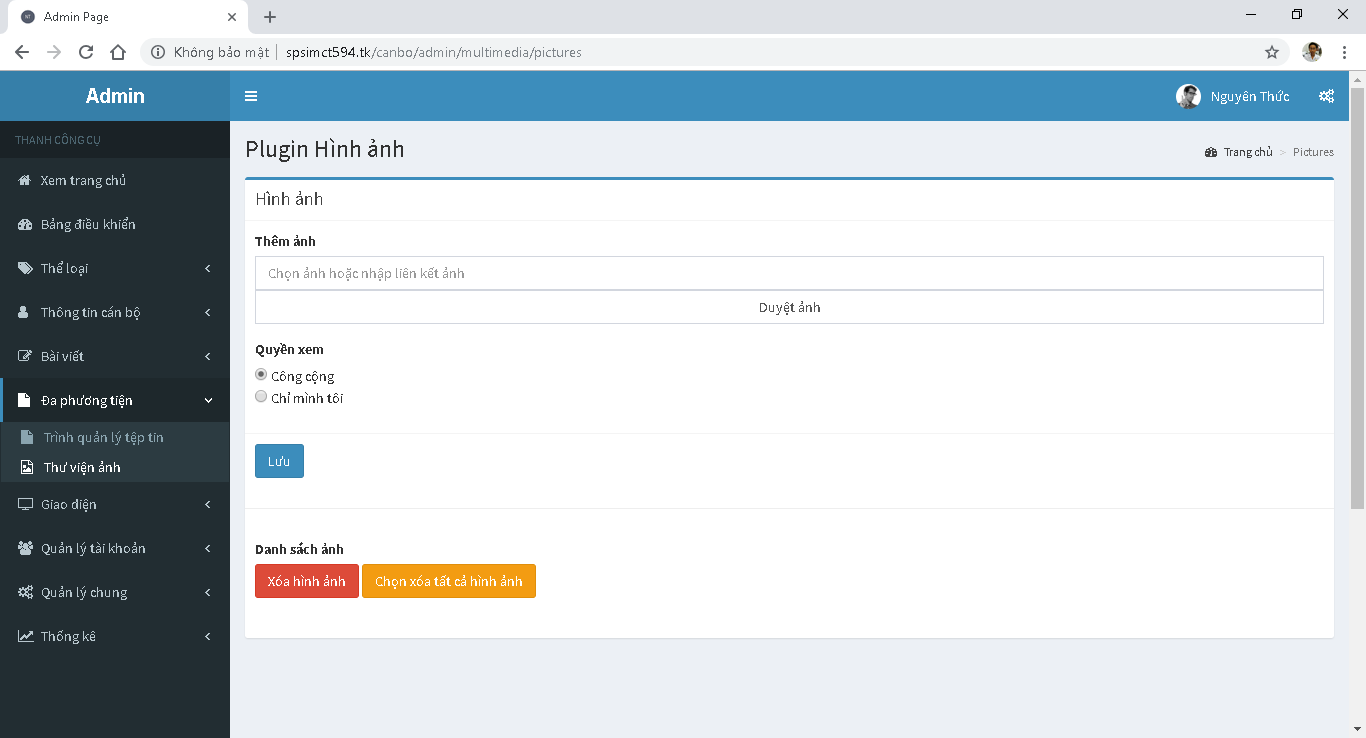 Admin Page
Không bảo mật
spsimct594.tk/canbo/admin/multimedia/pictures
Admin
Nguyên Thức
THANH CÔNG CỤ
Xem trang chủ
Bảng điều khiển
Thể loại
Thông tin cán bộ
Bài viết
Đa phương tiện
Trình quản lý tệp tin
Thư viện ảnh
Giao diện
Quản lý tài khoản
Quản lý chung
Thống kê
Plugin Hình ảnh
Trang chủ > Pictures
Hình ảnh
Thêm ảnh
Chọn ảnh hoặc nhập liên kết ảnh
Duyệt ảnh
Quyền xem
Công cộng
Chỉ mình tôi
Lưu
Danh sách ảnh
Xóa hình ảnh
Chọn xóa tất cả hình ảnh